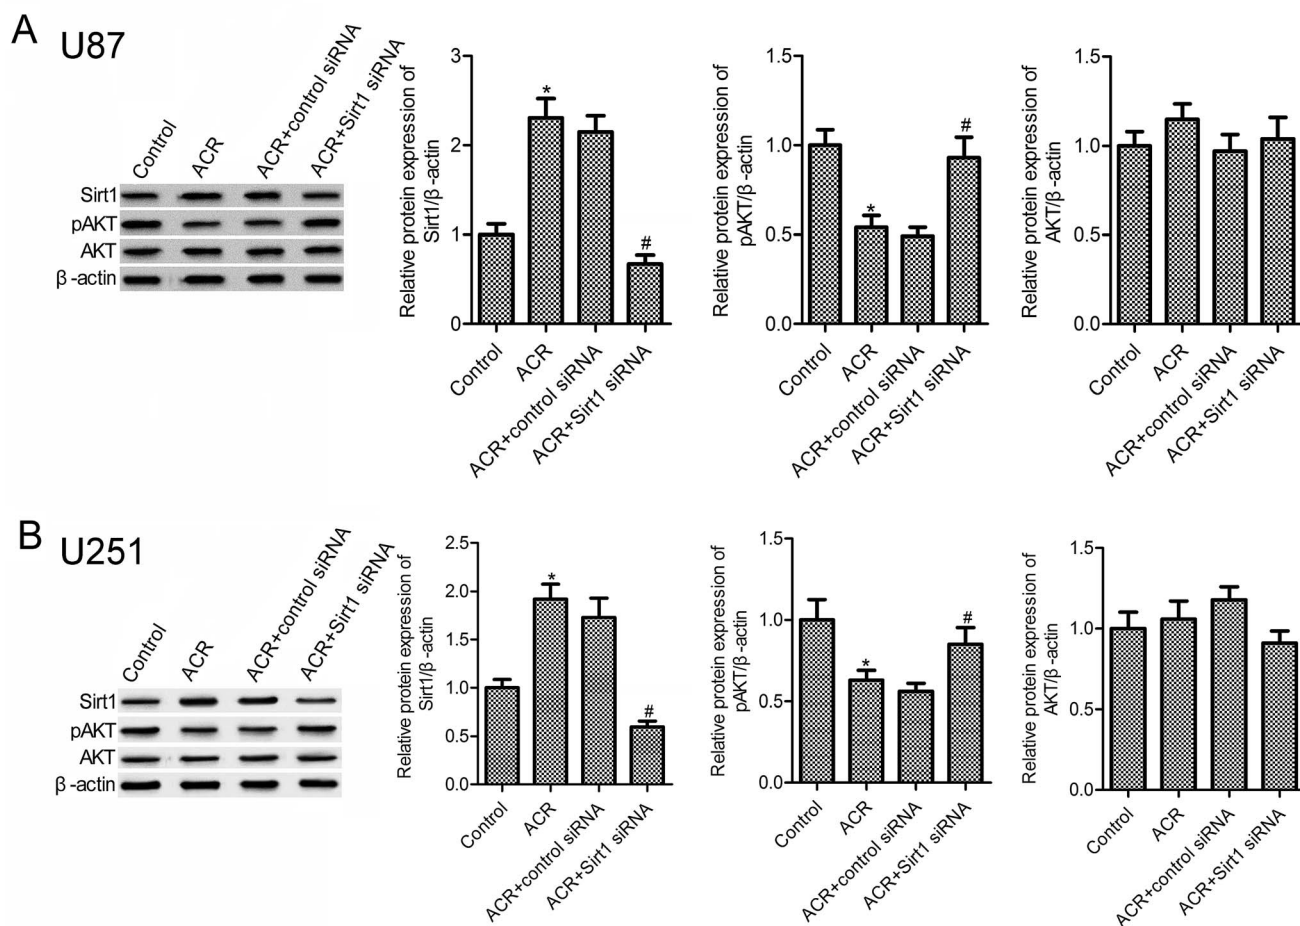 A
U87
Control
ACR
ACR+control siRNA
ACR+Sirt1 siRNA
Sirt1
pAKT
AKT
β-actin
Relative protein expression of
Sirt1/β-actin
3
2
1
0
*
#
Control
ACR
ACR+control siRNA
ACR+Sirt1 siRNA
Relative protein expression of
pAKT/β-actin
1.5
1.0
0.5
0.0
*
#
Control
ACR
ACR+control siRNA
ACR+Sirt1 siRNA
Relative protein expression of
AKT/β-actin
1.5
1.0
0.5
0.0
Control
ACR
ACR+control siRNA
ACR+Sirt1 siRNA
B
U251
Control
ACR
ACR+control siRNA
ACR+Sirt1 siRNA
Sirt1
pAKT
AKT
β-actin
Relative protein expression of
Sirt1/β-actin
2.5
2.0
1.5
1.0
0.5
0.0
*
#
Control
ACR
ACR+control siRNA
ACR+Sirt1 siRNA
Relative protein expression of
pAKT/β-actin
1.5
1.0
0.5
0.0
*
#
Control
ACR
ACR+control siRNA
ACR+Sirt1 siRNA
Relative protein expression of
AKT/β-actin
1.5
1.0
0.5
0.0
Control
ACR
ACR+control siRNA
ACR+Sirt1 siRNA